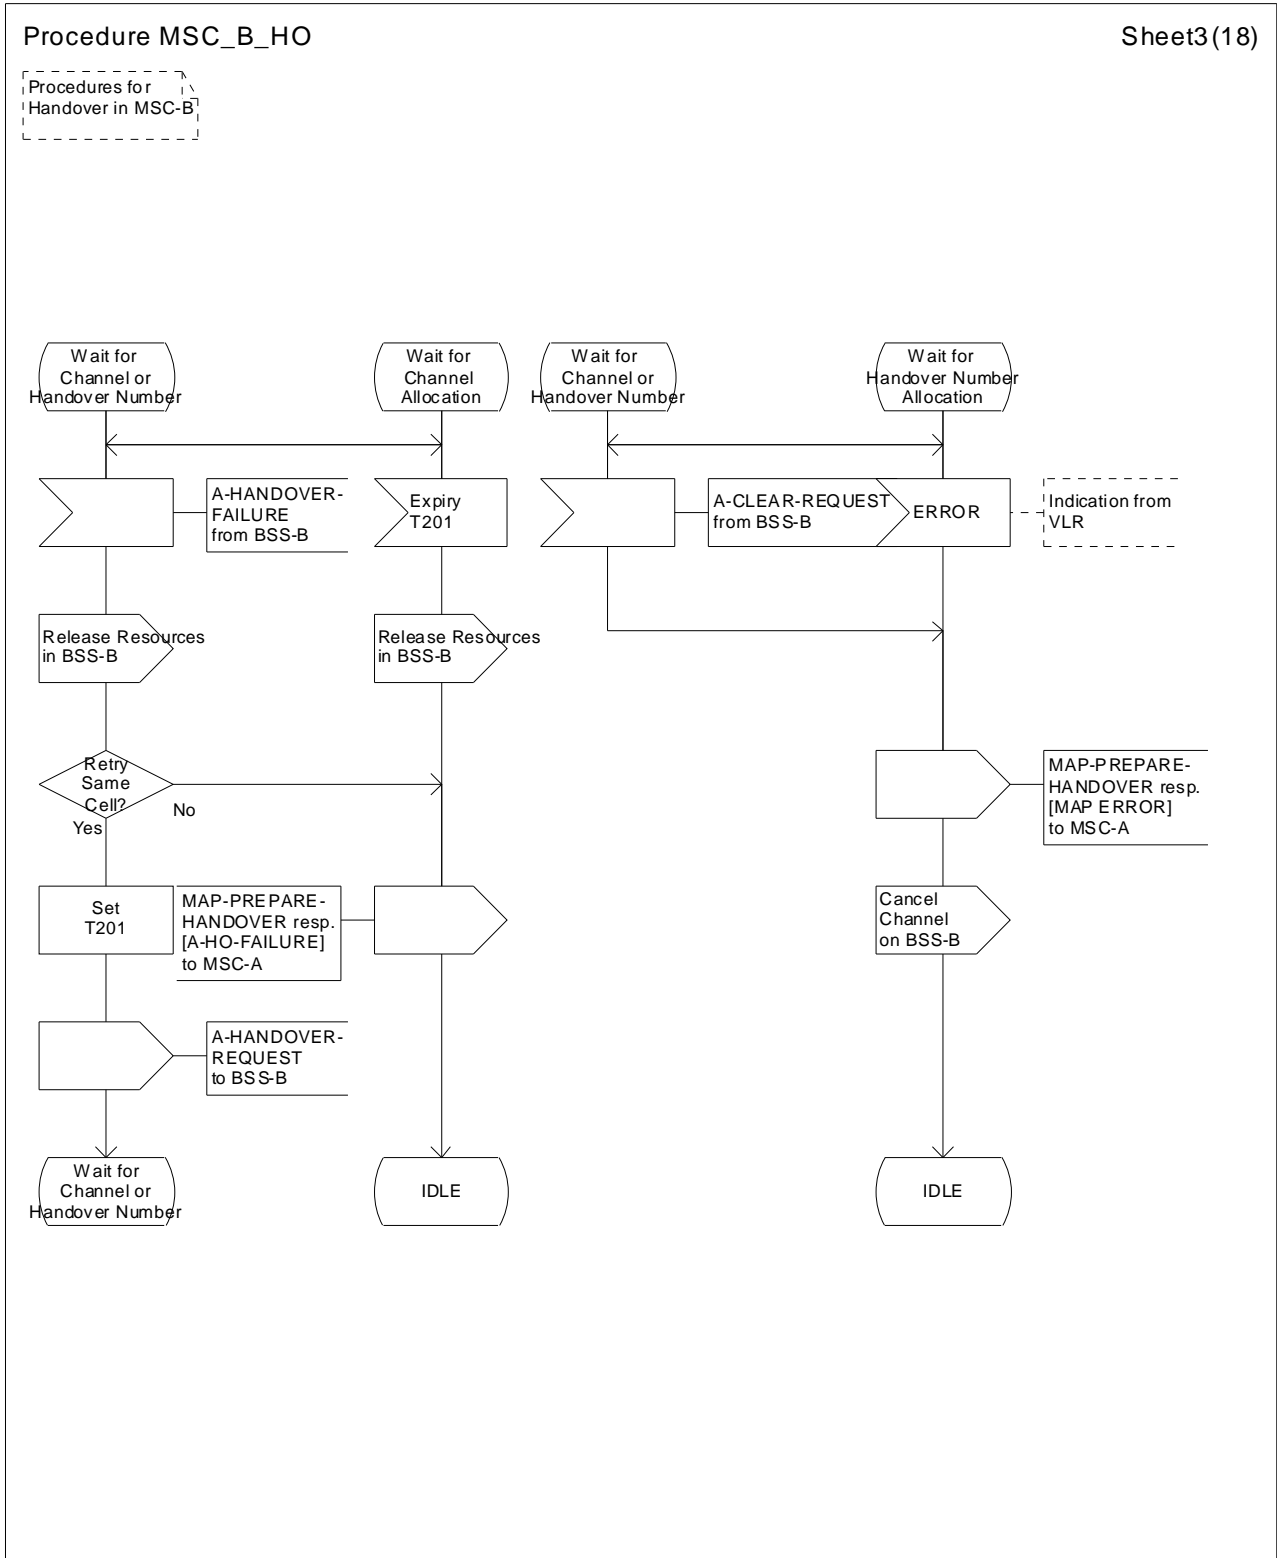 Procedure MSC_B_HO
Sheet3(18)
Procedures for
Handover in MSC-B
Wait for
Channel or
Handover Number
Wait for
Channel
Allocation
Wait for
Channel or
Handover Number
Wait for
Handover Number
Allocation
A-HANDOVER-
FAILURE
from BSS-B
Expiry
T201
A-CLEAR-REQUEST
from BSS-B
ERROR
Indication from
VLR
Release Resources
in BSS-B
Release Resources
in BSS-B
Retry
Same
Cell?
No
Yes
MAP-PREPARE-
HANDOVER resp.
[MAP ERROR]
to MSC-A
Set
T201
MAP-PREPARE-
HANDOVER resp.
[A-HO-FAILURE]
to MSC-A
Cancel
Channel
on BSS-B
A-HANDOVER-
REQUEST
to BSS-B
Wait for
Channel or
Handover Number
IDLE
IDLE